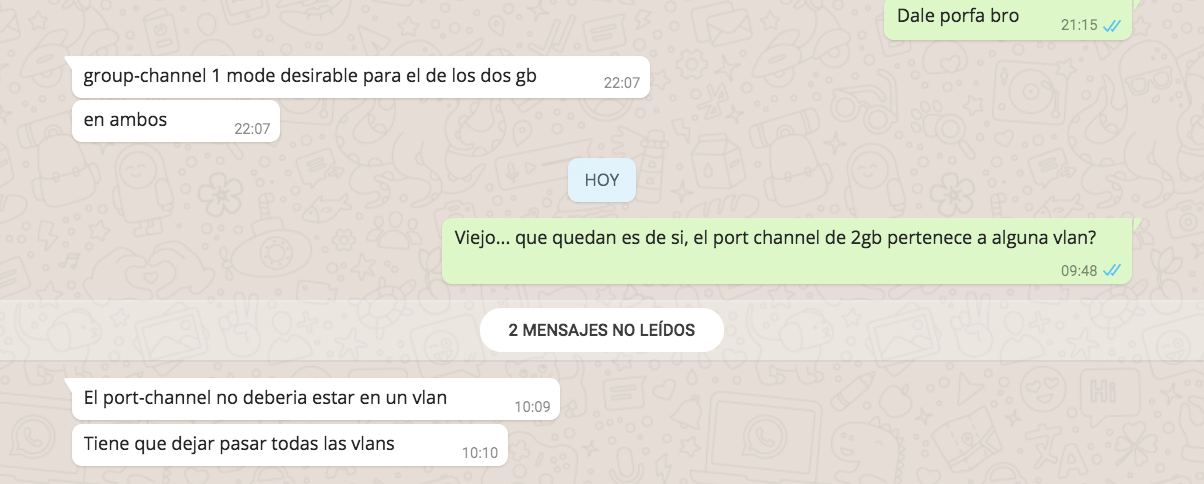 Dale porfa bro
21:15
group-channel 1 mode desirable para el de los dos gb
22:07
en ambos
22:07
HOY
Viejo... que quedan es de si, el port channel de 2gb pertenece a alguna vlan?
09:48
2 MENSAJES NO LEÍDOS
El port-channel no deberia estar en un vlan
10:09
Tiene que dejar pasar todas las vlans
10:10
Hi